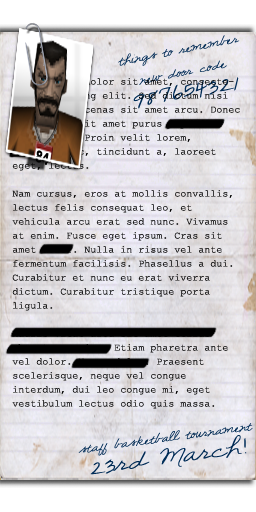 things to remember
new door code
987654321
olor sit amet, consecte-
g elit. Sed dictum nisi
cenas sit amet arcu. Donec
it amet purus
Proin velit lorem,
, tincidunt a, laoreet
eget, lectus.
Nam cursus, eros at mollis convallis,
lectus felis consequat leo, et
vehicula arcu erat sed nunc. Vivamus
at enim. Fusce eget ipsum. Cras sit
amet . Nulla in risus vel ante
fermentum facilisis. Phasellus a dui.
Curabitur et nunc eu erat viverra
dictum. Curabitur tristique porta
ligula.
Etiam pharetra ante
vel dolor. Praesent
scelerisque, neque vel congue
interdum, dui leo congue mi, eget
vestibulum lectus odio quis massa.
staff basketball tournament
23rd March!